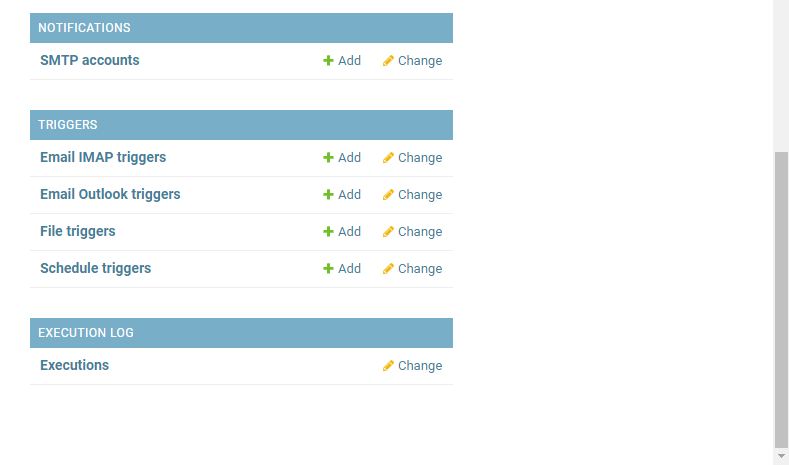 NOTIFICATIONS
SMTP accounts Add Change
TRIGGERS
Email IMAP triggers Add Change
Email Outlook triggers Add Change
File triggers Add Change
Schedule triggers Add Change
EXECUTION LOG
Executions Change